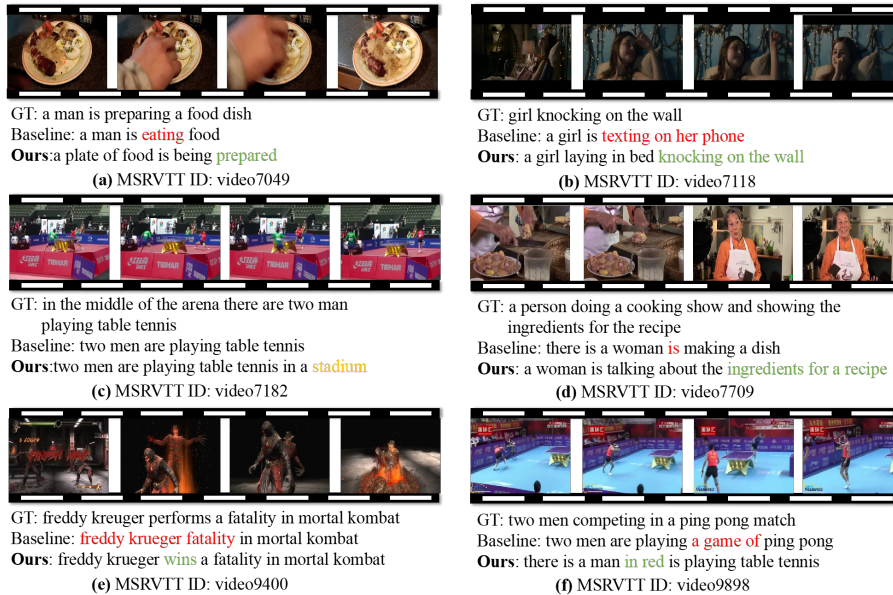 GT: a man is preparing a food dish
Baseline: a man is eating food
Ours:a plate of food is being prepared
(a) MSRVTT ID: video7049
GT: girl knocking on the wall
Baseline: a girl is texting on her phone
Ours: a girl laying in bed knocking on the wall
(b) MSRVTT ID: video7118
TIBHAR
GT: in the middle of the arena there are two man
playing table tennis
Baseline: two men are playing table tennis
Ours:two men are playing table tennis in a stadium
(c) MSRVTT ID: video7182
GT: a person doing a cooking show and showing the
ingredients for the recipe
Baseline: there is a woman is making a dish
Ours: a woman is talking about the ingredients for a recipe
(d) MSRVTT ID: video7709
GT: freddy kreuger performs a fatality in mortal kombat
Baseline: freddy krueger fatality in mortal kombat
Ours: freddy krueger wins a fatality in mortal kombat
(e) MSRVTT ID: video9400
GT: two men competing in a ping pong match
Baseline: two men are playing a game of ping pong
Ours: there is a man in red is playing table tennis
(f) MSRVTT ID: video9898